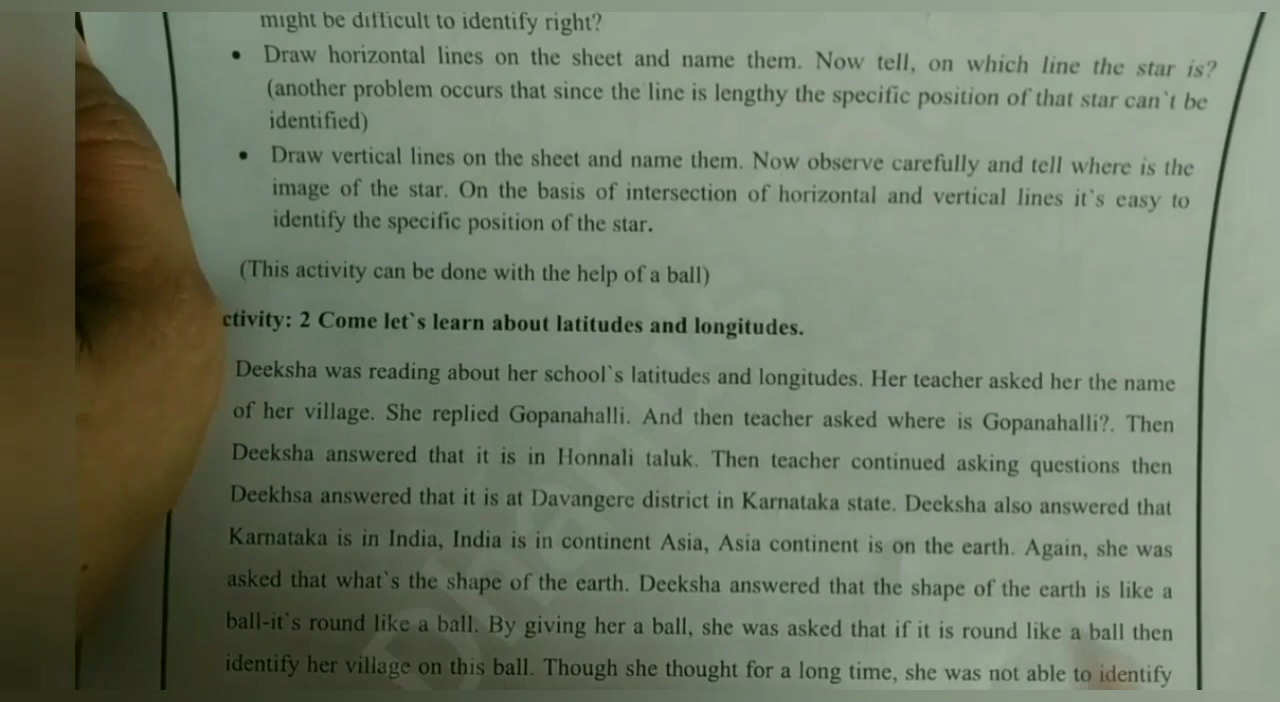 might be difficult to identify right?
• Draw horizontal lines on the sheet and name them. Now tell, on which line the star is?
(another problem occurs that since the line is lengthy the specific position of that star can`t be
identified)
• Draw vertical lines on the sheet and name them. Now observe carefully and tell where is the
image of the star. On the basis of intersection of horizontal and vertical lines it`s easy to
identify the specific position of the star.
(This activity can be done with the help of a ball)
ctivity: 2 Come let`s learn about latitudes and longitudes.
Deeksha was reading about her school`s latitudes and longitudes. Her teacher asked her the name
of her village. She replied Gopanahalli. And then teacher asked where is Gopanahalli?. Then
Deeksha answered that it is in Honnali taluk. Then teacher continued asking questions then
Deekhsa answered that it is at Davangere district in Karnataka state. Deeksha also answered that
Karnataka is in India, India is in continent Asia, Asia continent is on the earth. Again, she was
asked that what`s the shape of the earth. Deeksha answered that the shape of the earth is like a
ball-it`s round like a ball. By giving her a ball, she was asked that if it is round like a ball then
identify her village on this ball. Though she thought for a long time, she was not able to identify